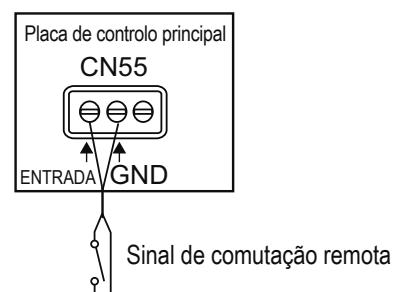 Placa de controlo principal
CN55
ENTRADA GND
Sinal de comutação remota